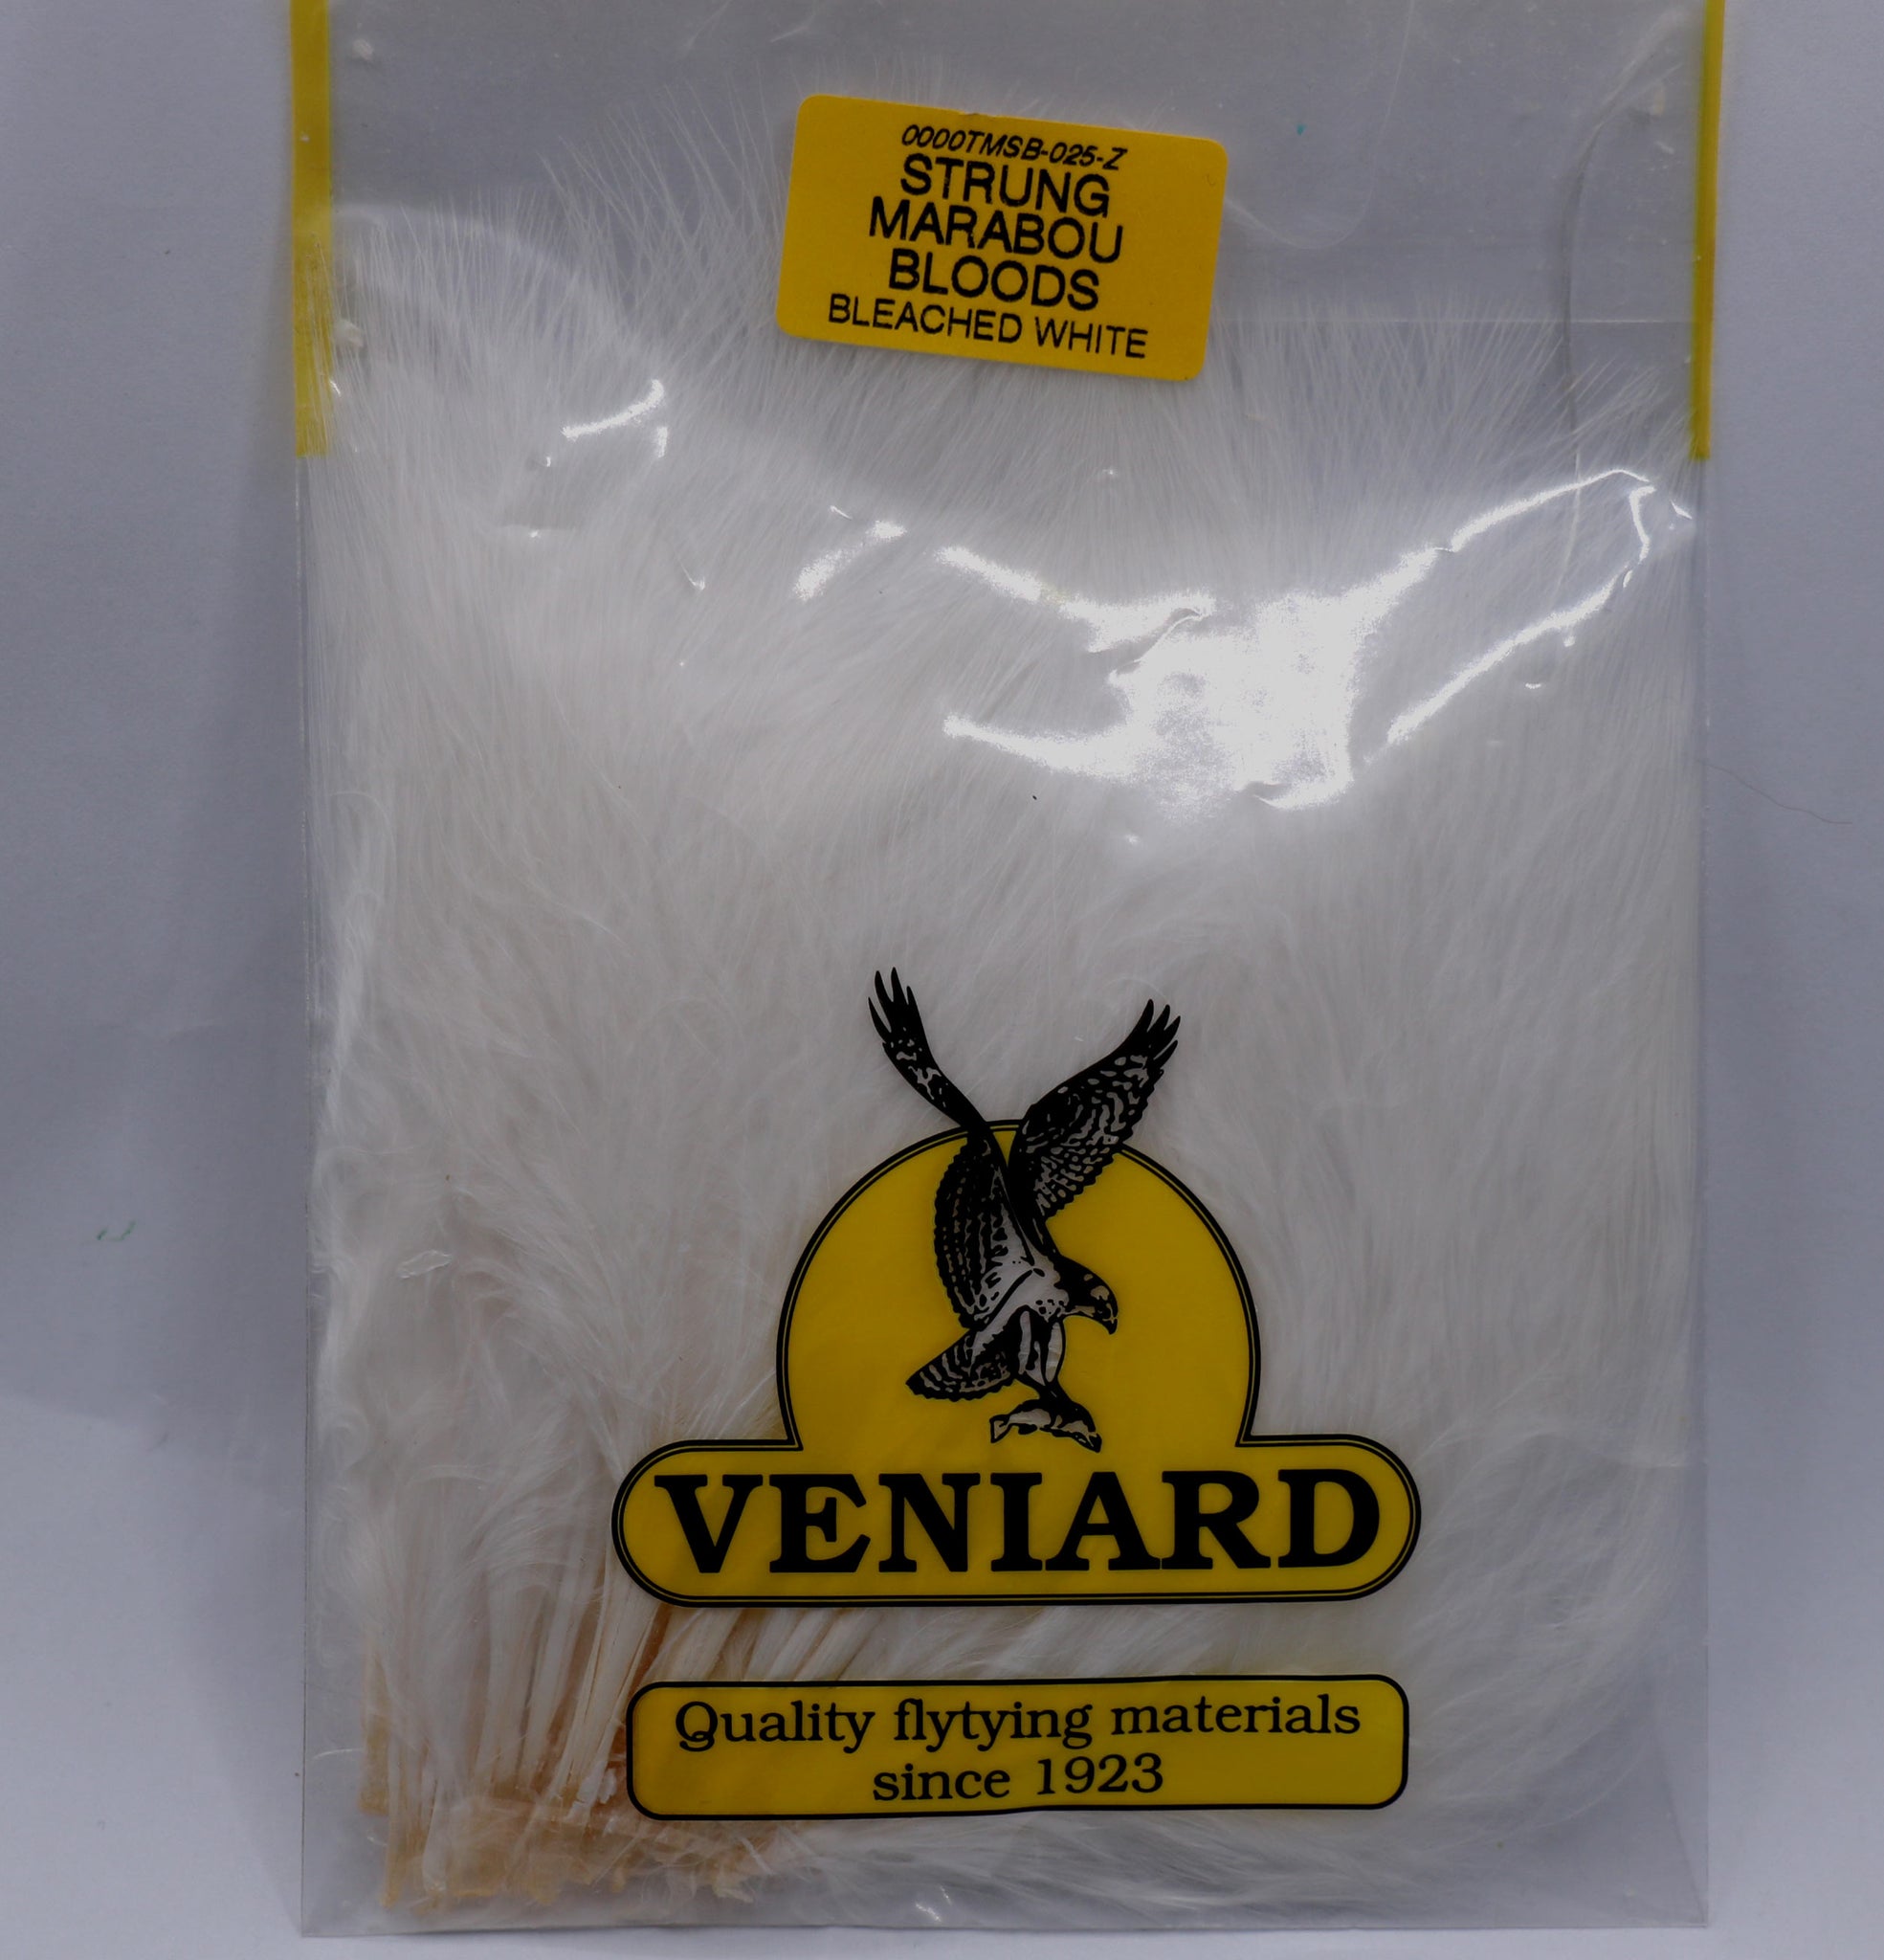 0000TMSB-025-Z
STRUNG
MARABOU
BLOODS
BLEACHED WHITE
VENIARD
Quality flytying materials
since 1923